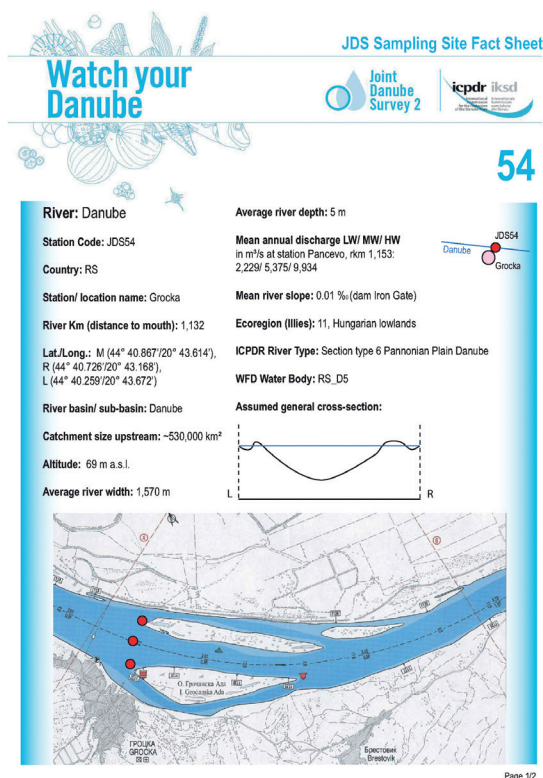 JDS Sampling Site Fact Sheet
Watch your
Danube
Joint
Danube
Survey 2
icpdr iksd
54
River: Danube
Station Code: JDS54
Country: RS
Station/ location name: Grocka
River Km (distance to mouth): 1,132
Lat./Long.: M (44° 40.867'/20° 43.614'),
R (44° 40.726'/20° 43.168'),
L (44° 40.259'/20° 43.672')
River basin/ sub-basin: Danube
Catchment size upstream: ~530,000 km²
Altitude: 69 m a.s.l.
Average river width: 1,570 m
Average river depth: 5 m
Mean annual discharge LW/ MW/ HW
in m³/s at station Pancevo, rkm 1,153:
2,229/ 5,375/ 9,934
Mean river slope: 0.01 ‰ (dam Iron Gate)
Ecoregion (Illies): 11, Hungarian lowlands
ICPDR River Type: Section type 6 Pannonian Plain Danube
WFD Water Body: RS_D5
Assumed general cross-section:
L
R
JDS54
Danube
Grocka
О. Грочанска Ада
I. Grocanska Ada
ГРОЦКА
GROCKA
Брестовик
Brestovik
Page 1/2